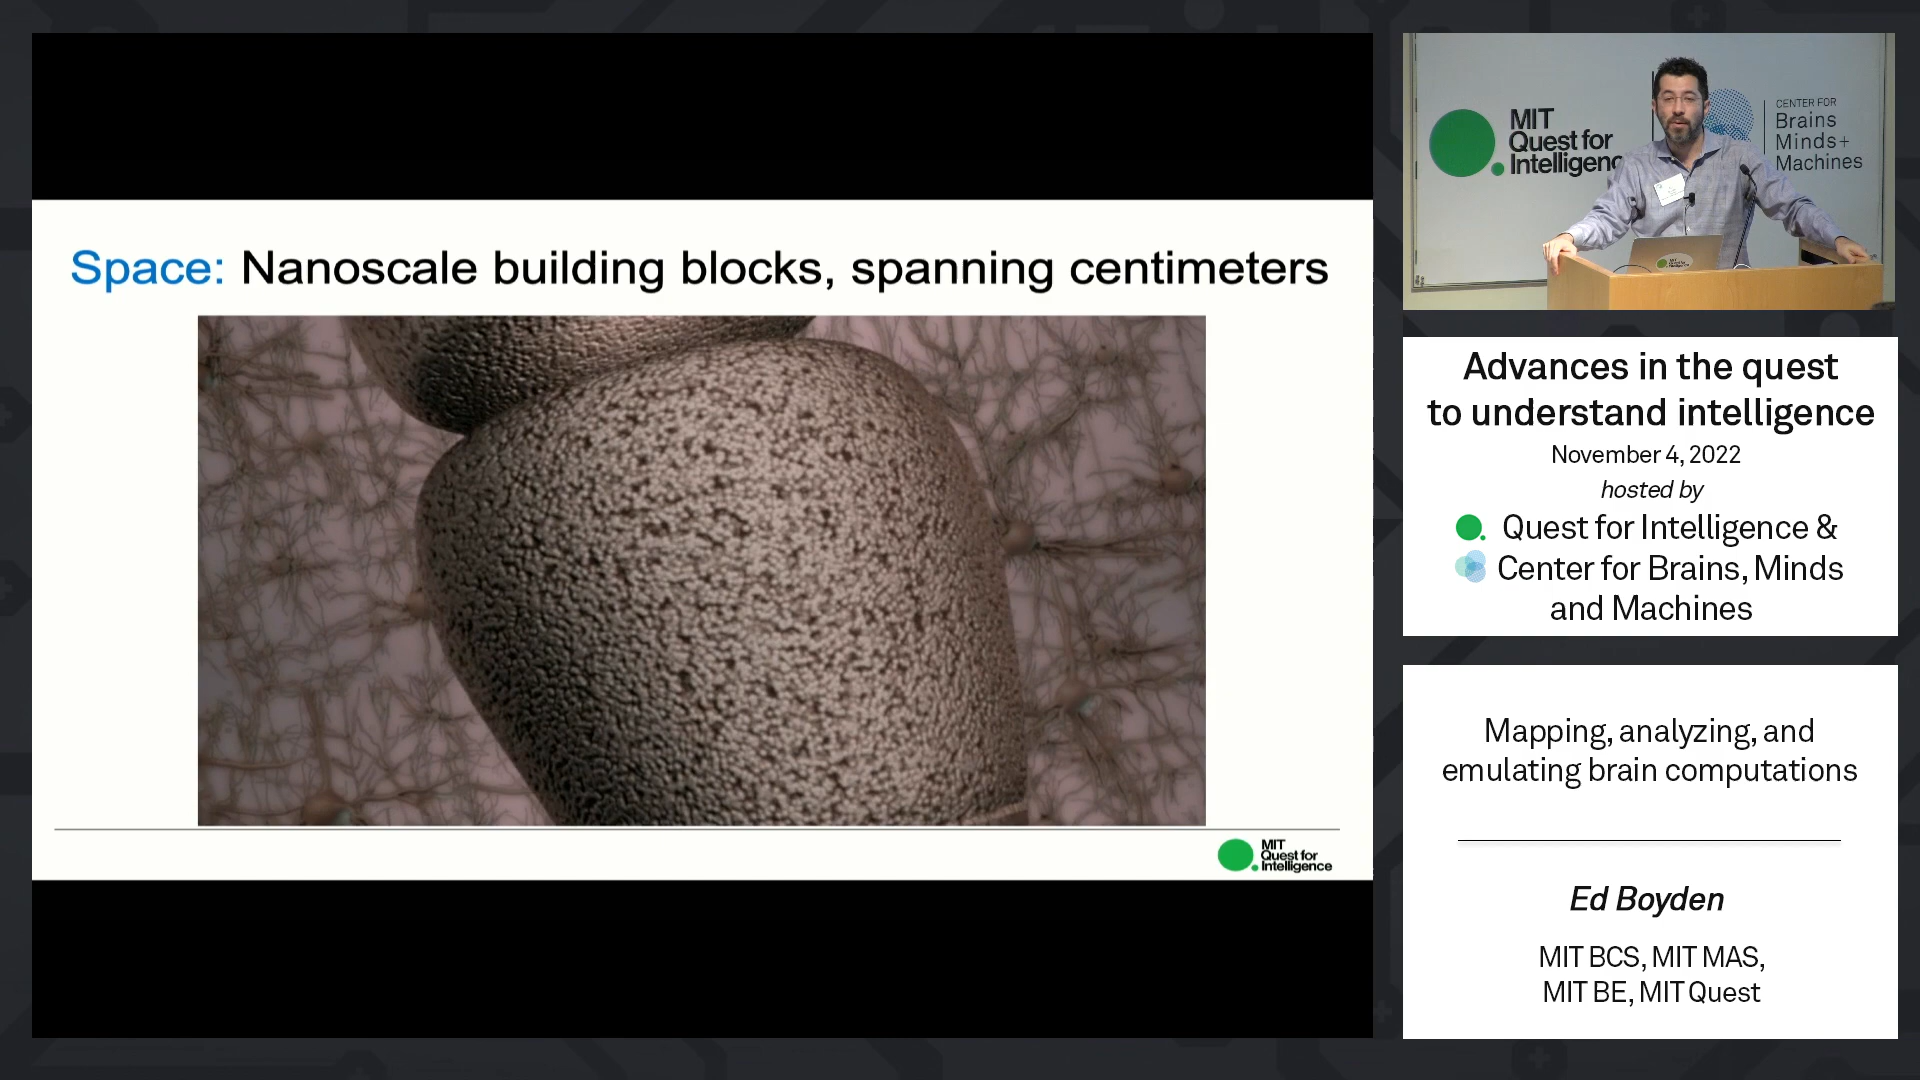 Space: Nanoscale building blocks, spanning centimeters
MIT
Quest for
Intelligence
MIT
Quest for
Intelligenc
CENTER FOR
Brains
Minds+
Machines
Advances in the quest
to understand intelligence
November 4, 2022
hosted by
Quest for Intelligence &
Center for Brains, Minds
and Machines
Mapping, analyzing, and
emulating brain computations
Ed Boyden
MIT BCS, MIT MAS,
MIT BE, MIT Quest